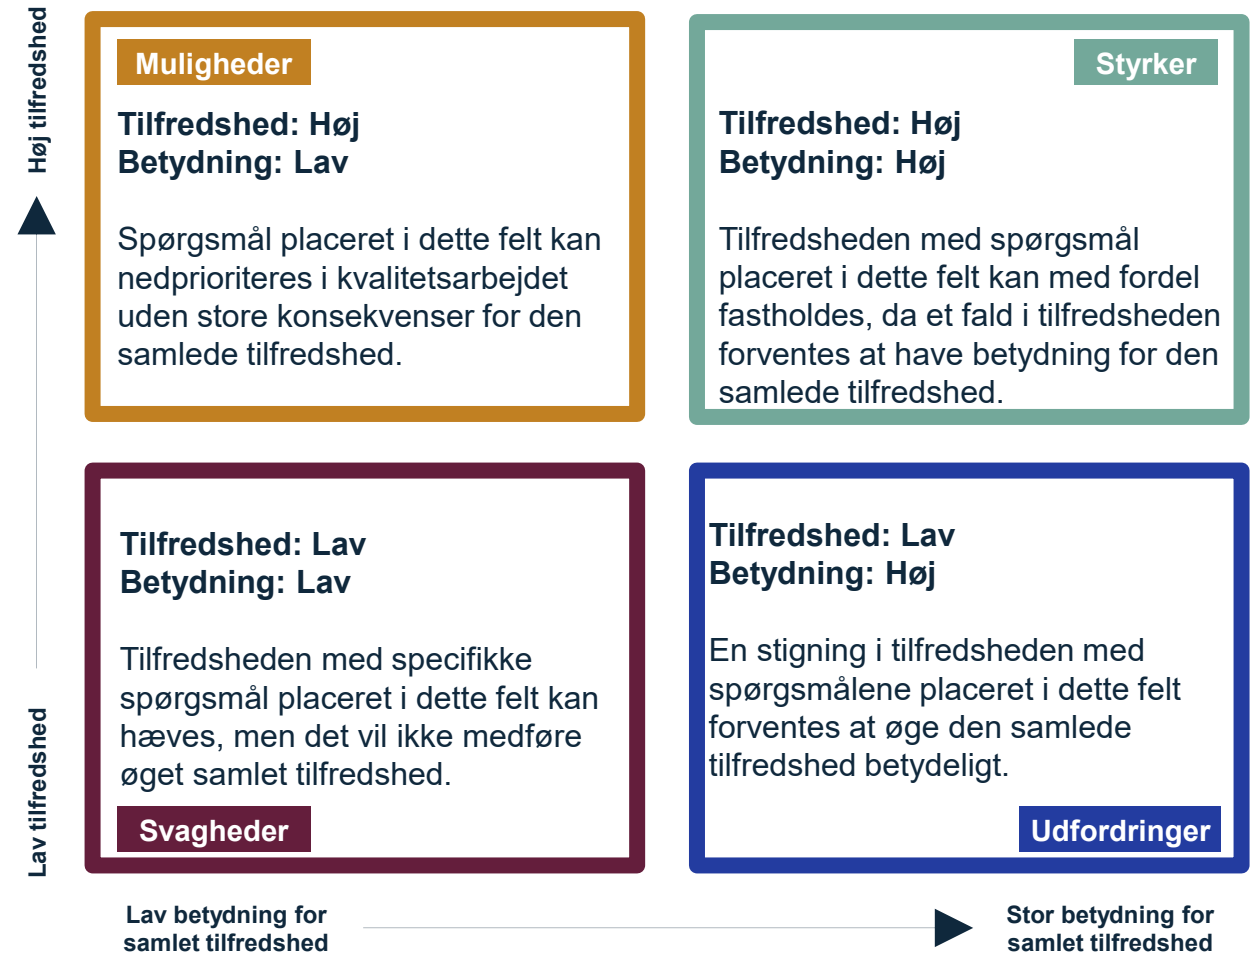 Høj tilfredshed
Muligheder
Tilfredshed: Høj
Betydning: Lav
Spørgsmål placeret i dette felt kan
nedprioriteres i kvalitetsarbejdet
uden store konsekvenser for den
samlede tilfredshed.
Styrker
Tilfredshed: Høj
Betydning: Høj
Tilfredsheden med spørgsmål
placeret i dette felt kan med fordel
fastholdes, da et fald i tilfredsheden
forventes at have betydning for den
samlede tilfredshed.
Lav tilfredshed
Tilfredshed: Lav
Betydning: Lav
Tilfredsheden med specifikke
spørgsmål placeret i dette felt kan
hæves, men det vil ikke medføre
øget samlet tilfredshed.
Svagheder
Tilfredshed: Lav
Betydning: Høj
En stigning i tilfredsheden med
spørgsmålene placeret i dette felt
forventes at øge den samlede
tilfredshed betydeligt.
Udfordringer
Lav betydning for
samlet tilfredshed
Stor betydning for
samlet tilfredshed